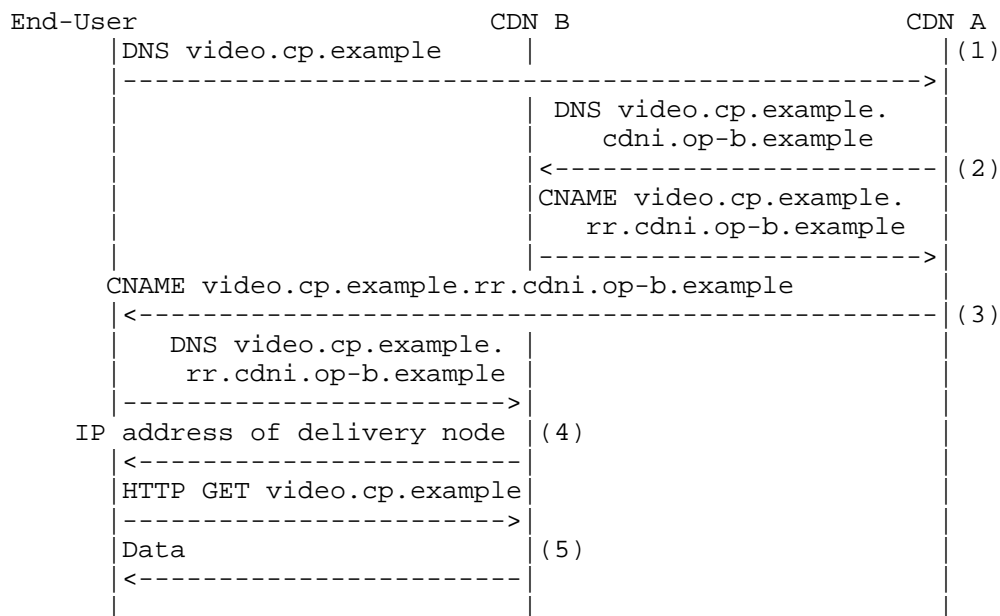 End-User CDN B CDN A
|DNS video.cp.example | |(1)
|---------------------------------------------------->|
| | DNS video.cp.example. |
| | cdni.op-b.example |
| |<-------------------------|(2)
| |CNAME video.cp.example. |
| | rr.cdni.op-b.example |
| |------------------------->|
CNAME video.cp.example.rr.cdni.op-b.example |
|<----------------------------------------------------|(3)
| DNS video.cp.example. | |
| rr.cdni.op-b.example | |
|------------------------->| |
IP address of delivery node |(4) |
|<-------------------------| |
|HTTP GET video.cp.example| |
|------------------------->| |
|Data |(5) |
|<-------------------------| |
| | |